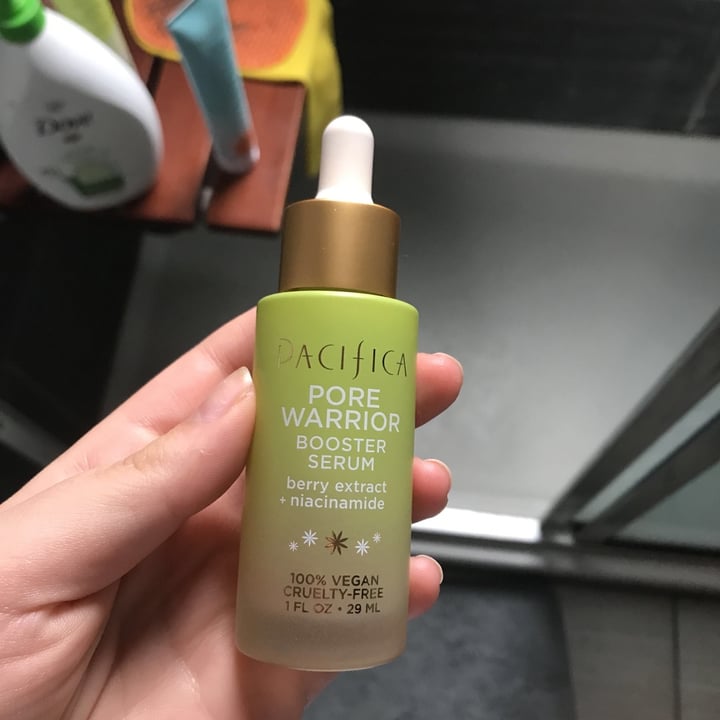 Dove
PACIFICA
PORE
WARRIOR
BOOSTER
SERUM
berry extract
+ niacinamide
100% VEGAN
CRUELTY-FREE
1 FL OZ • 29 ML